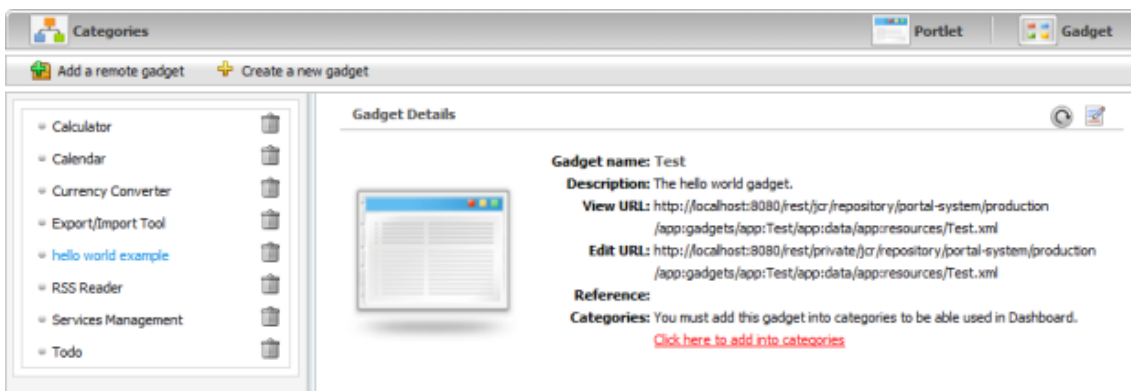 Categories
Portlet
Gadget
Add a remote gadget
Create a new gadget
Calculator
Calendar
Currency Converter
Export/Import Tool
hello world example
RSS Reader
Services Management
Todo
Gadget Details
Gadget name: Test
Description: The hello world gadget.
View URL: http://localhost:8080/rest/jcr/repository/portal-system/production
/app:gadgets/app:Test/app:data/app:resources/Test.xml
Edit URL: http://localhost:8080/rest/private/jcr/repository/portal-system/production
/app:gadgets/app:Test/app:data/app:resources/Test.xml
Reference:
Categories: You must add this gadget into categories to be able used in Dashboard.
Click here to add into categories